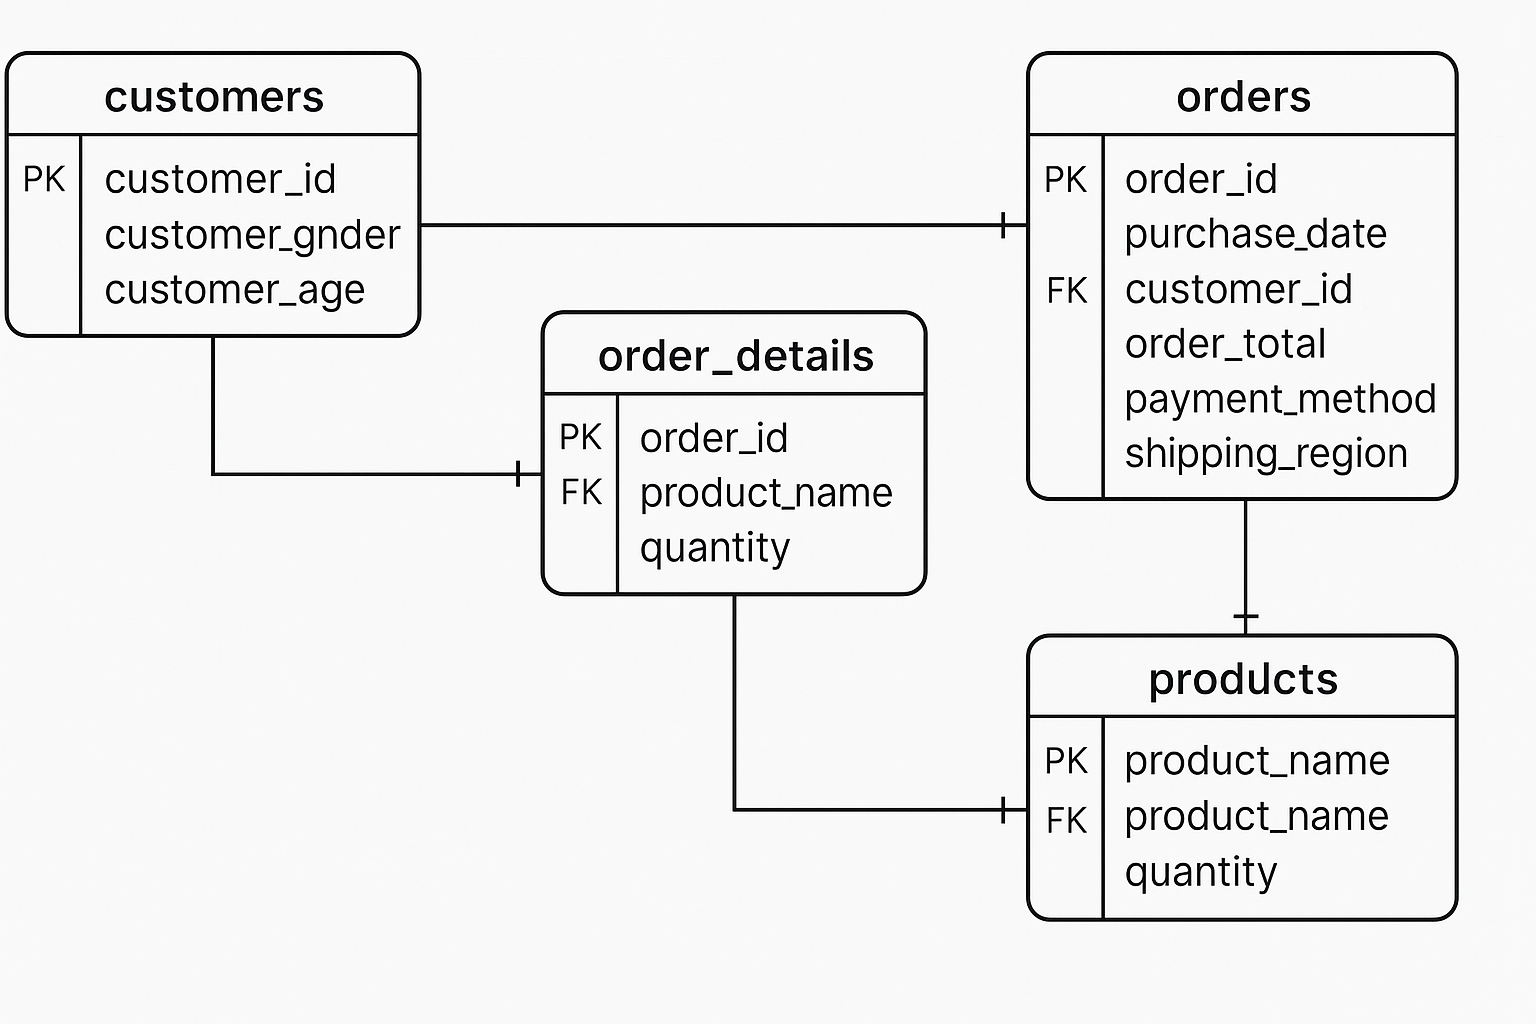 customers
PK customer_id
customer_gnder
customer_age
orders
PK order_id
purchase_date
FK customer_id
order_total
payment_method
shipping_region
order_details
PK order_id
FK product_name
quantity
products
PK product_name
FK product_name
quantity